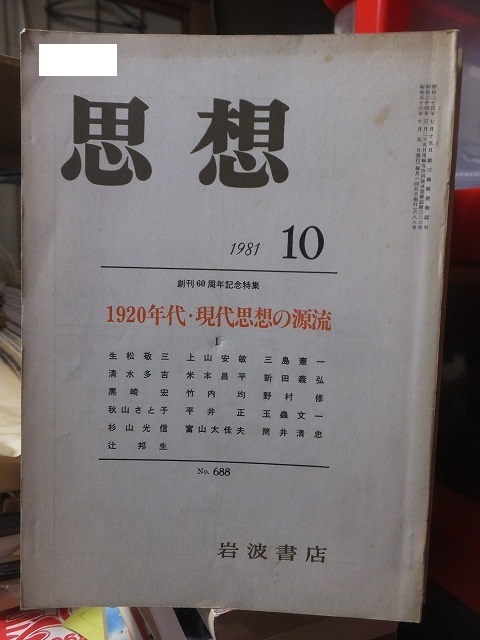 思想
1981 10
創刊60周年記念特集
1920年代・現代思想の源流
I
生松敬三 上山安敏 三島憲一
清水多吉 米本昌平 新田義弘
黒崎宏 竹内均 野村修
秋山さと子 平井正 玉蟲文一
杉山光信 富山太佳夫 筒井清忠
辻邦生
No. 688
岩波書店